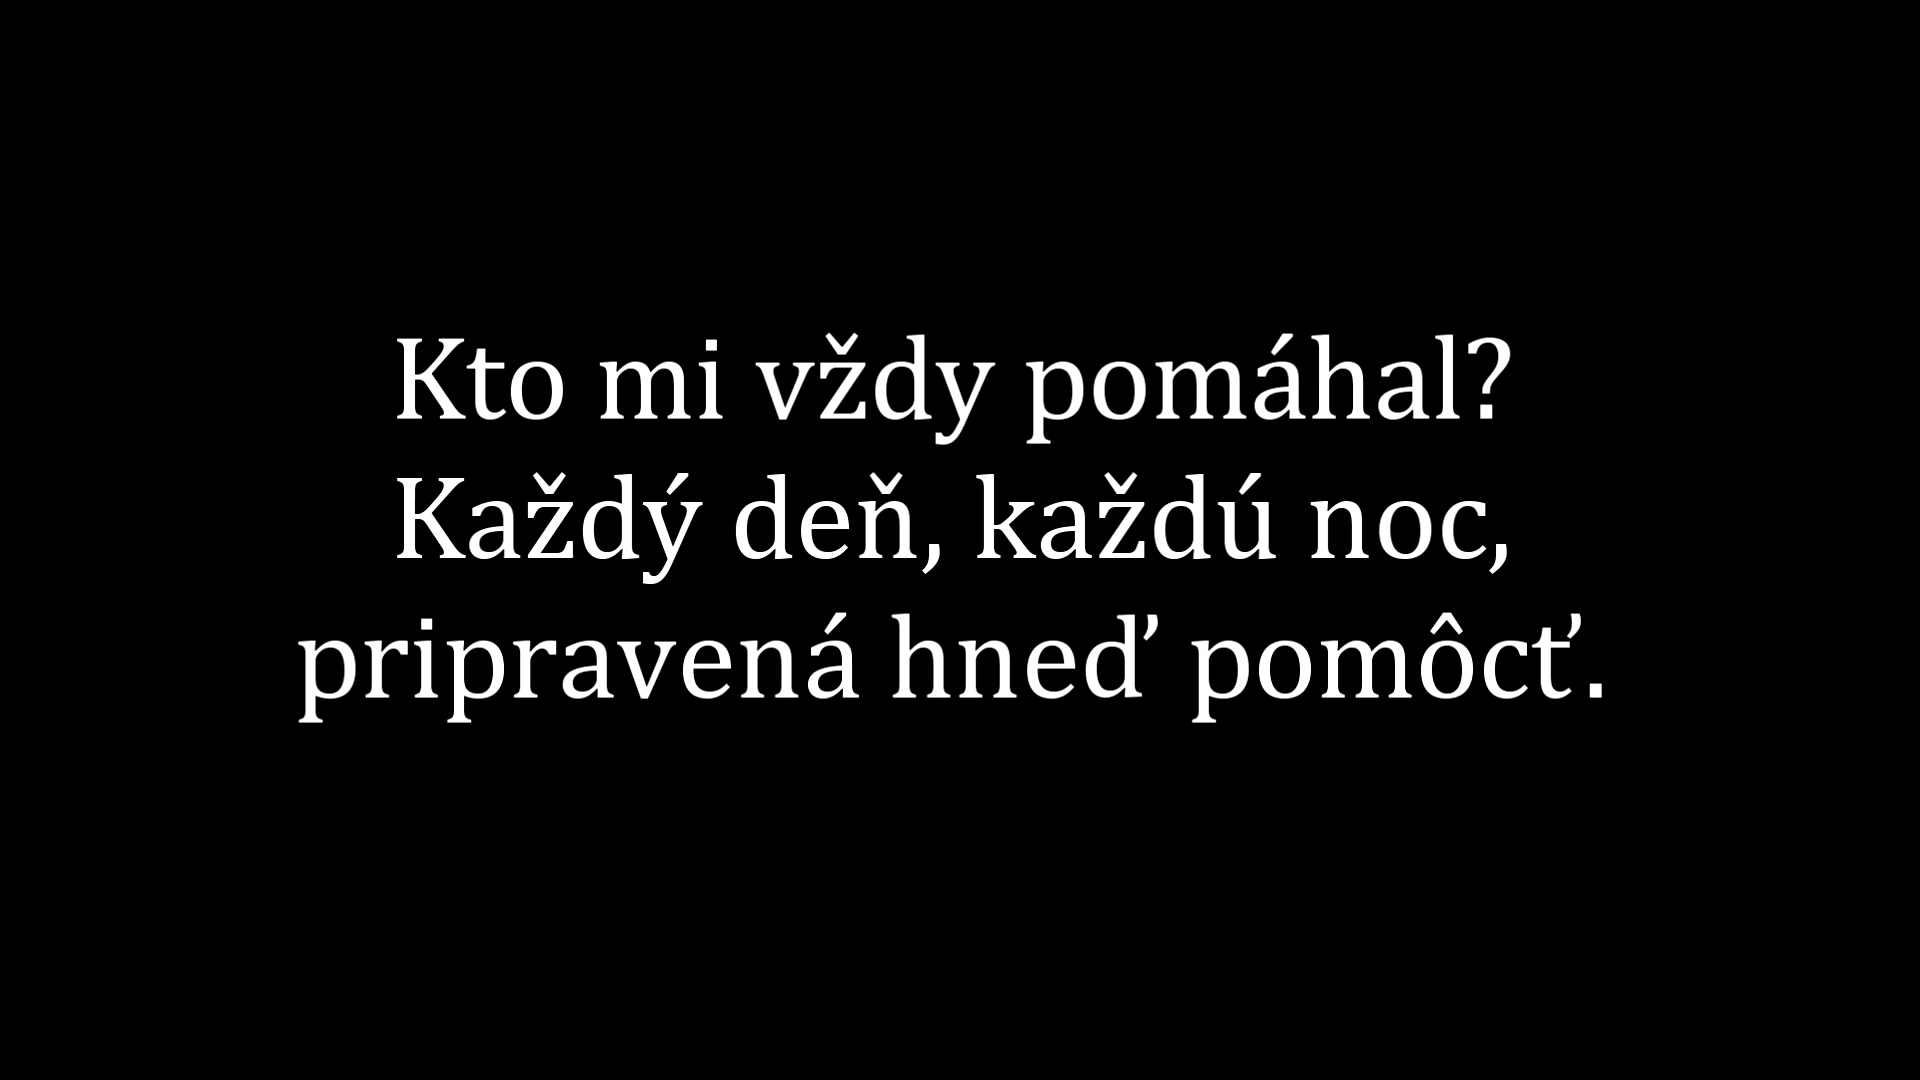 Kto mi vždy pomáhal?
Každý deň, každú noc,
pripravená hneď pomôcť.